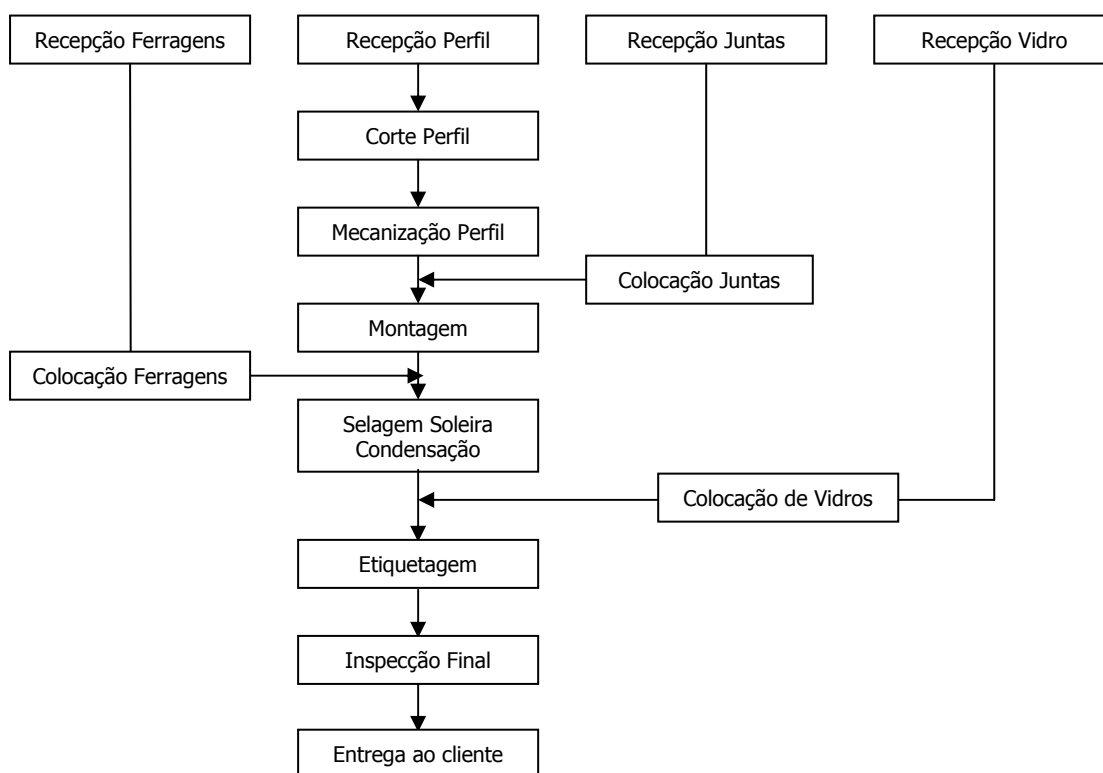 Recepção Ferragens
Recepção Perfil
Recepção Juntas
Recepção Vidro
Corte Perfil
Mecanização Perfil
Colocação Juntas
Montagem
Colocação Ferragens
Selagem Soleira
Condensação
Colocação de Vidros
Etiquetagem
Inspecção Final
Entrega ao cliente